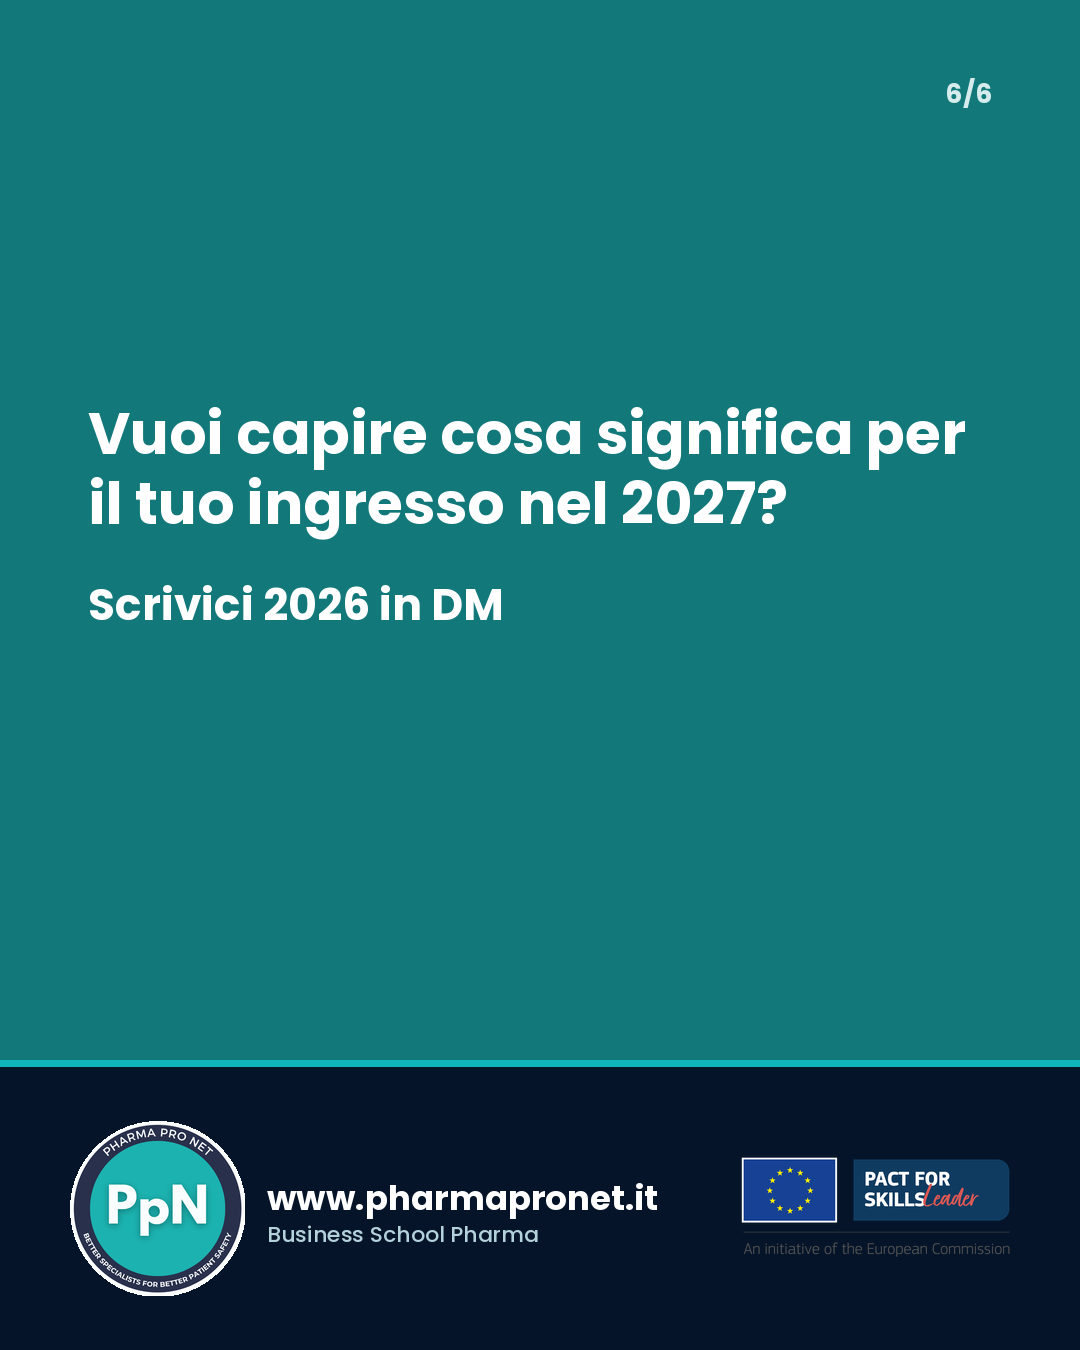 6/6
Vuoi capire cosa significa per
il tuo ingresso nel 2027?
Scrivici 2026 in DM
PHARMA PRO NET
PpN
BETTER SPECIALISTS FOR BETTER PATIENT SAFETY
www.pharmapronet.it
Business School Pharma
PACT FOR
SKILLS Leader
An initiative of the European Commission